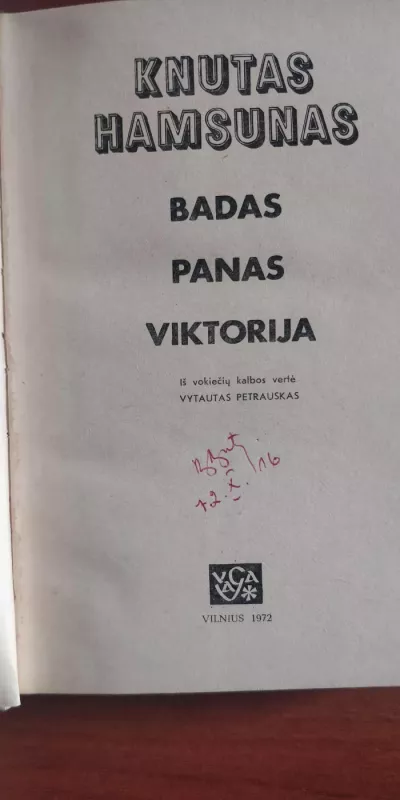 KNUTAS
HAMSUNAS
BADAS
PANAS
VIKTORIJA
Iš vokiečių kalbos vertė
VYTAUTAS PETRAUSKAS
VAGA
VILNIUS 1972